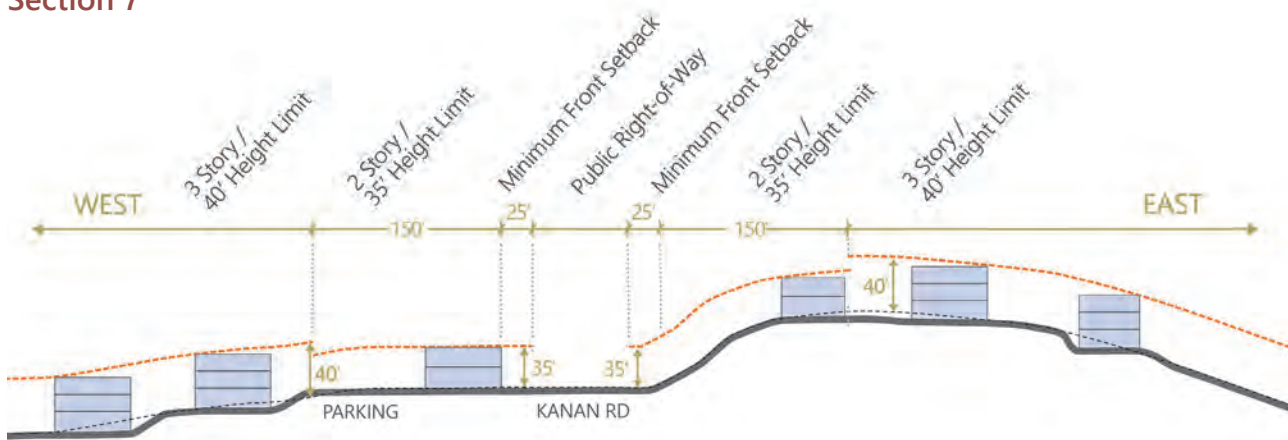 Section 7
3 Story /
40' Height Limit
2 Story /
35' Height Limit
Minimum Front Setback
Public Right-of-Way
Minimum Front Setback
2 Story /
35' Height Limit
3 Story /
40' Height Limit
WEST
150'
25'
25'
150'
EAST
40'
35'
35'
40'
PARKING
KANAN RD